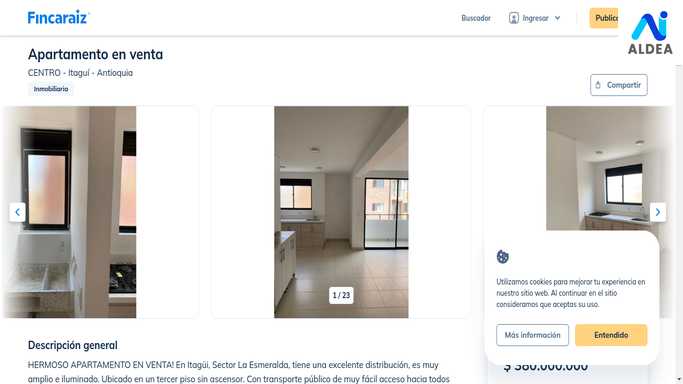 Fincaraiz
Buscador
Ingresar
Publica
ALDEA
Apartamento en venta
CENTRO - Itaguí - Antioquia
Inmobiliario
Compartir
1 / 23
Utilizamos cookies para mejorar tu experiencia en
nuestro sitio web. Al continuar en el sitio
consideramos que aceptas su uso.
Más información
Entendido
$ 380.000.000
Descripción general
HERMOSO APARTAMENTO EN VENTA! En Itagüi, Sector La Esmeralda, tiene una excelente distribución, es muy
amplio e iluminado. Ubicado en un tercer piso sin ascensor. Con transporte público de muy fácil acceso hacia todos